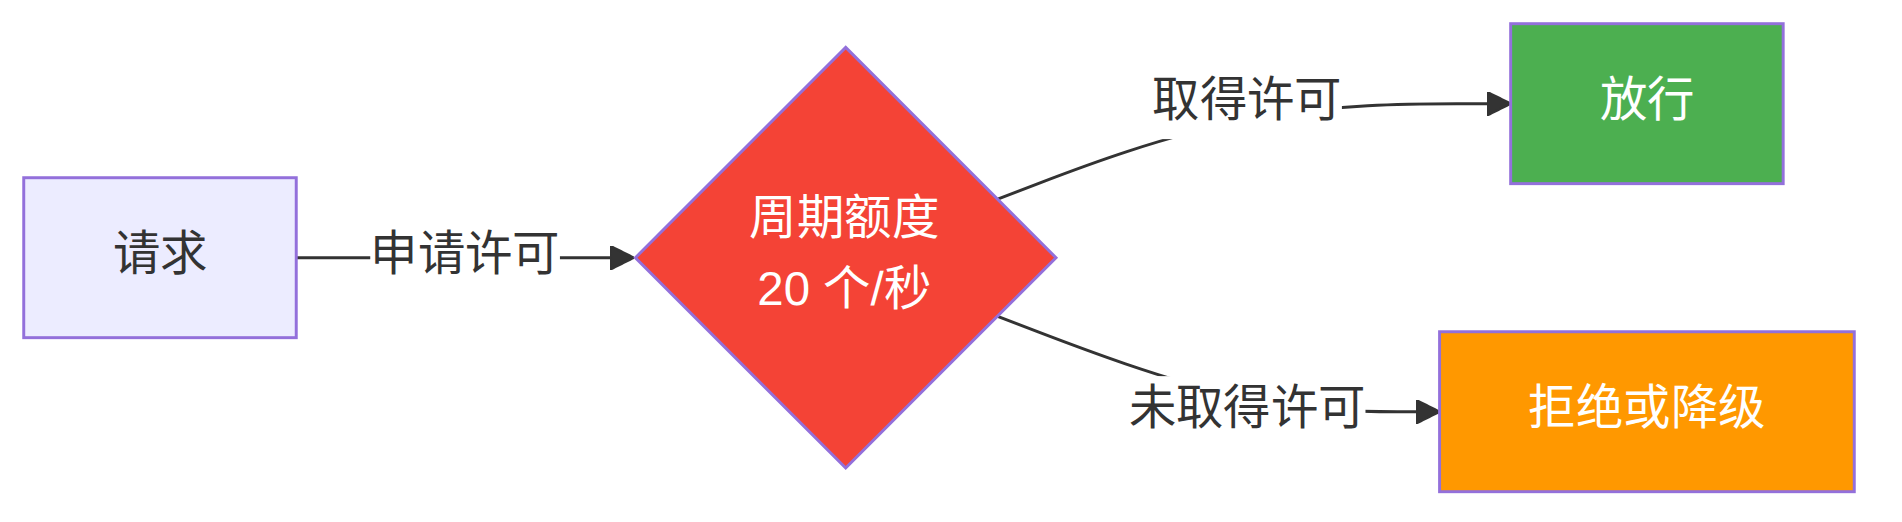 请求
申请许可
周期额度
20 个/秒
取得许可
放行
未取得许可
拒绝或降级